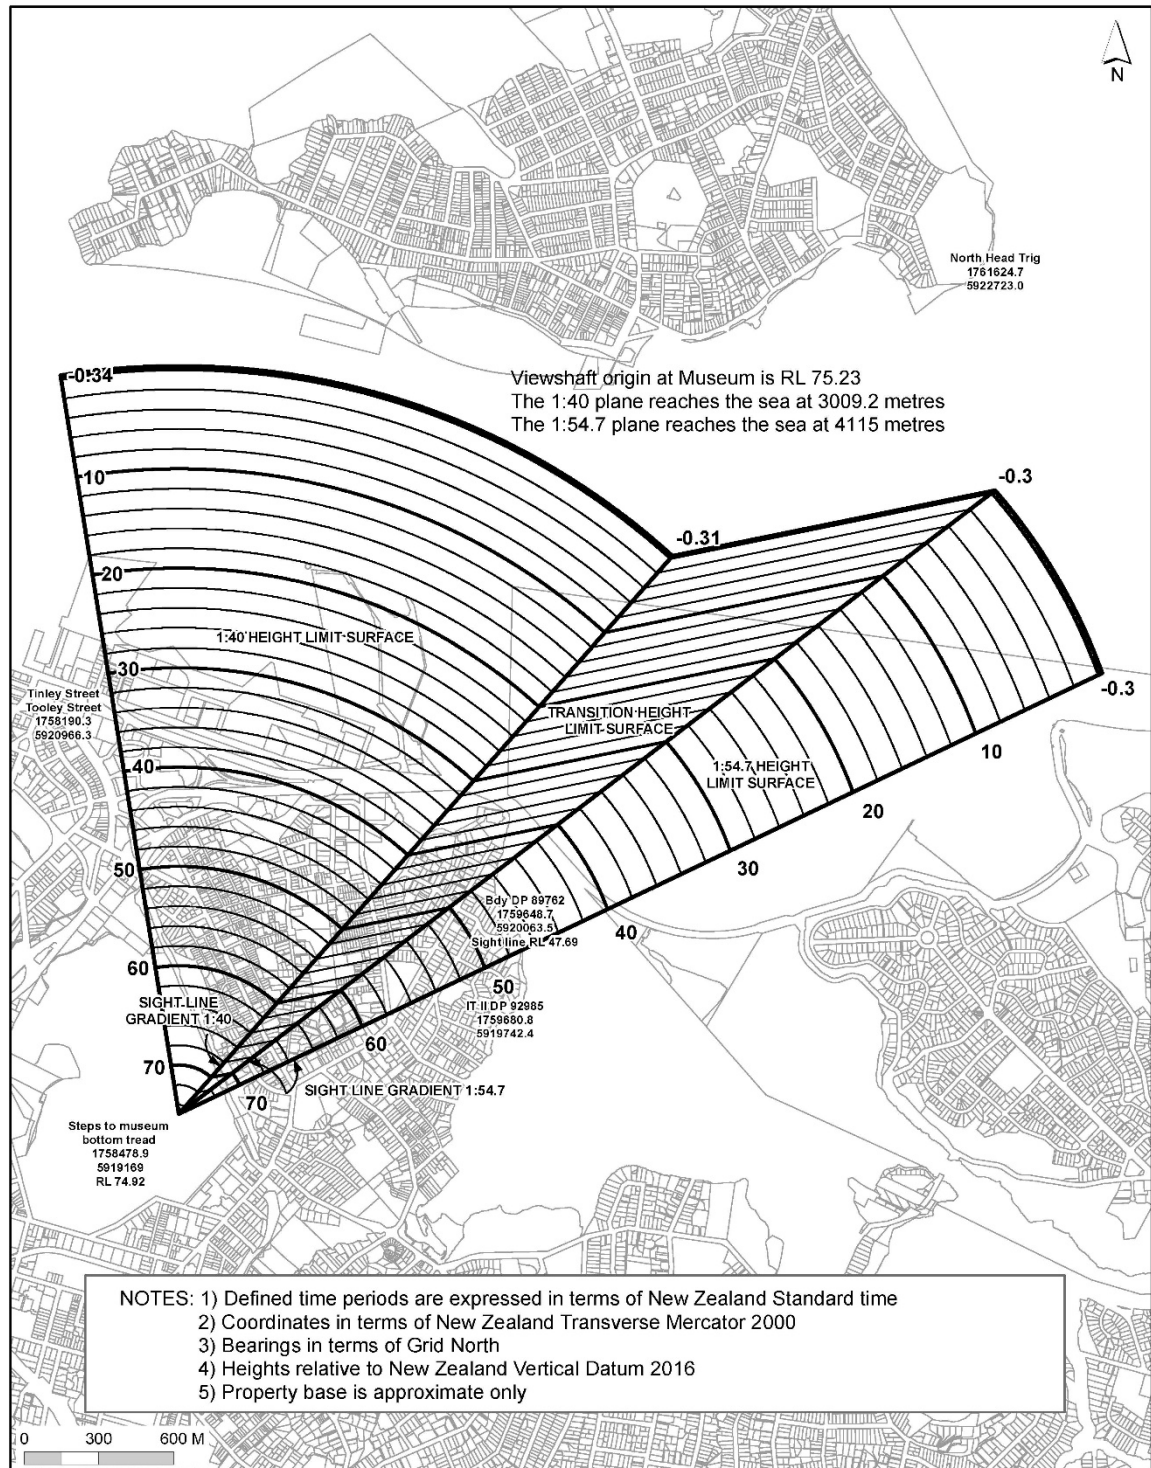 N
North Head Trig
1761624.7
5922723.0
-0.34
Viewshaft origin at Museum is RL 75.23
The 1:40 plane reaches the sea at 3009.2 metres
The 1:54.7 plane reaches the sea at 4115 metres
10
-0.3
-0.31
20
1:40 HEIGHT LIMIT SURFACE
30
-0.3
Tinley Street
Tooley Street
1758190.3
5920966.3
TRANSITION HEIGHT
LIMIT SURFACE
10
40
1:54.7 HEIGHT
LIMIT SURFACE
20
50
30
Bdy DP 89762
1759648.7
5920063.5
Sight line RL 47.69
40
60
50
SIGHT LINE
GRADIENT 1:40
IT II DP 92985
1759680.8
5919742.4
60
70
SIGHT LINE GRADIENT 1:54.7
70
Steps to museum
bottom tread
1758478.9
5919169
RL 74.92
NOTES: 1) Defined time periods are expressed in terms of New Zealand Standard time
2) Coordinates in terms of New Zealand Transverse Mercator 2000
3) Bearings in terms of Grid North
4) Heights relative to New Zealand Vertical Datum 2016
5) Property base is approximate only
0 300 600 M